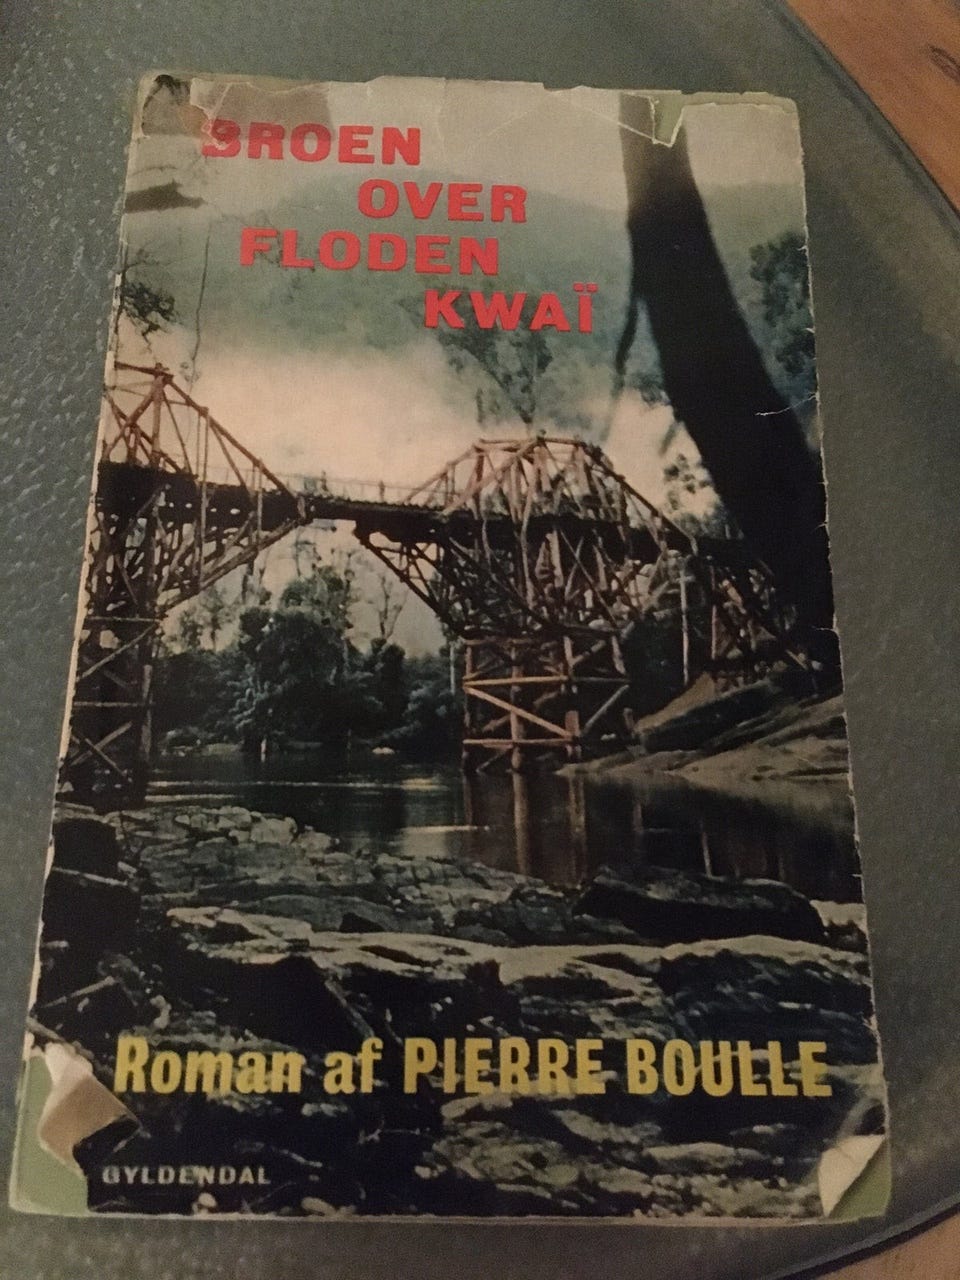 BROEN
OVER
FLODEN
KWAÏ
Roman af PIERRE BOULLE
GYLDENDAL